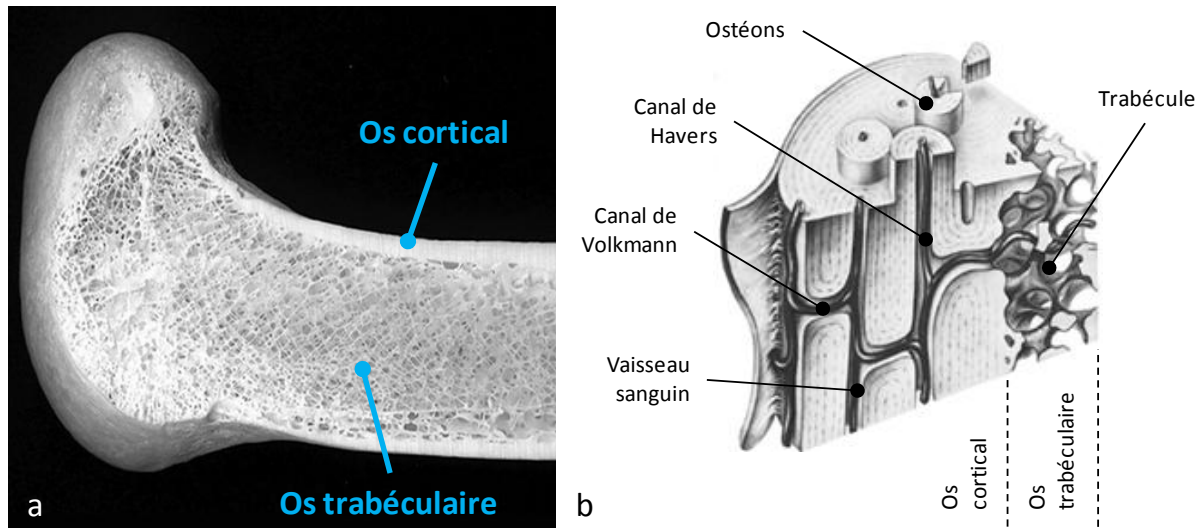 Os cortical
Os trabéculaire
a
Ostéons
Canal de
Havers
Trabécule
Canal de
Volkmann
Vaisseau
sanguin
Os
cortical
Os
trabéculaire
b